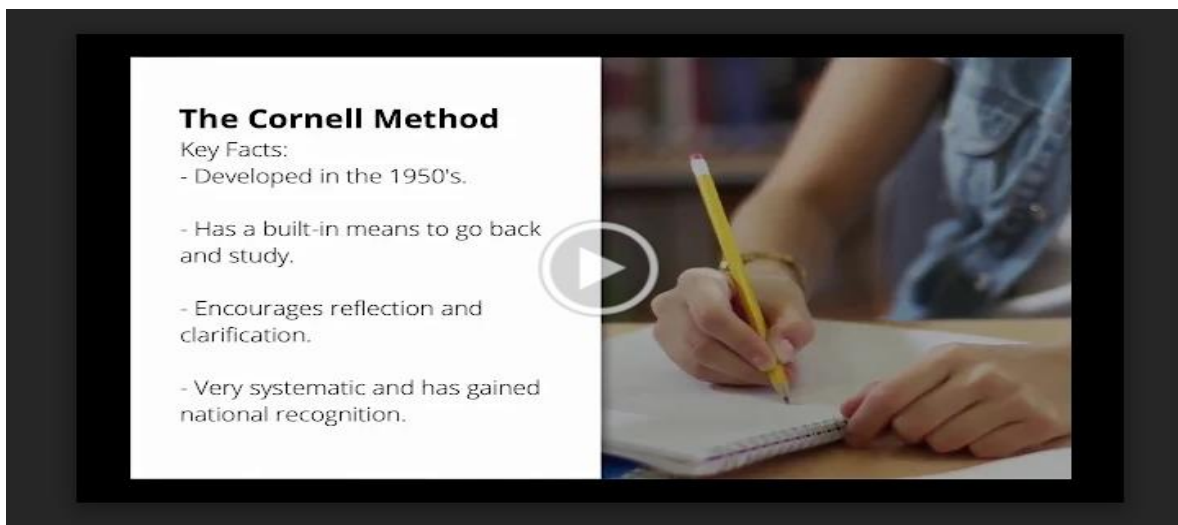 The Cornell Method
Key Facts:
- Developed in the 1950's.
- Has a built-in means to go back
and study.
- Encourages reflection and
clarification.
- Very systematic and has gained
national recognition.